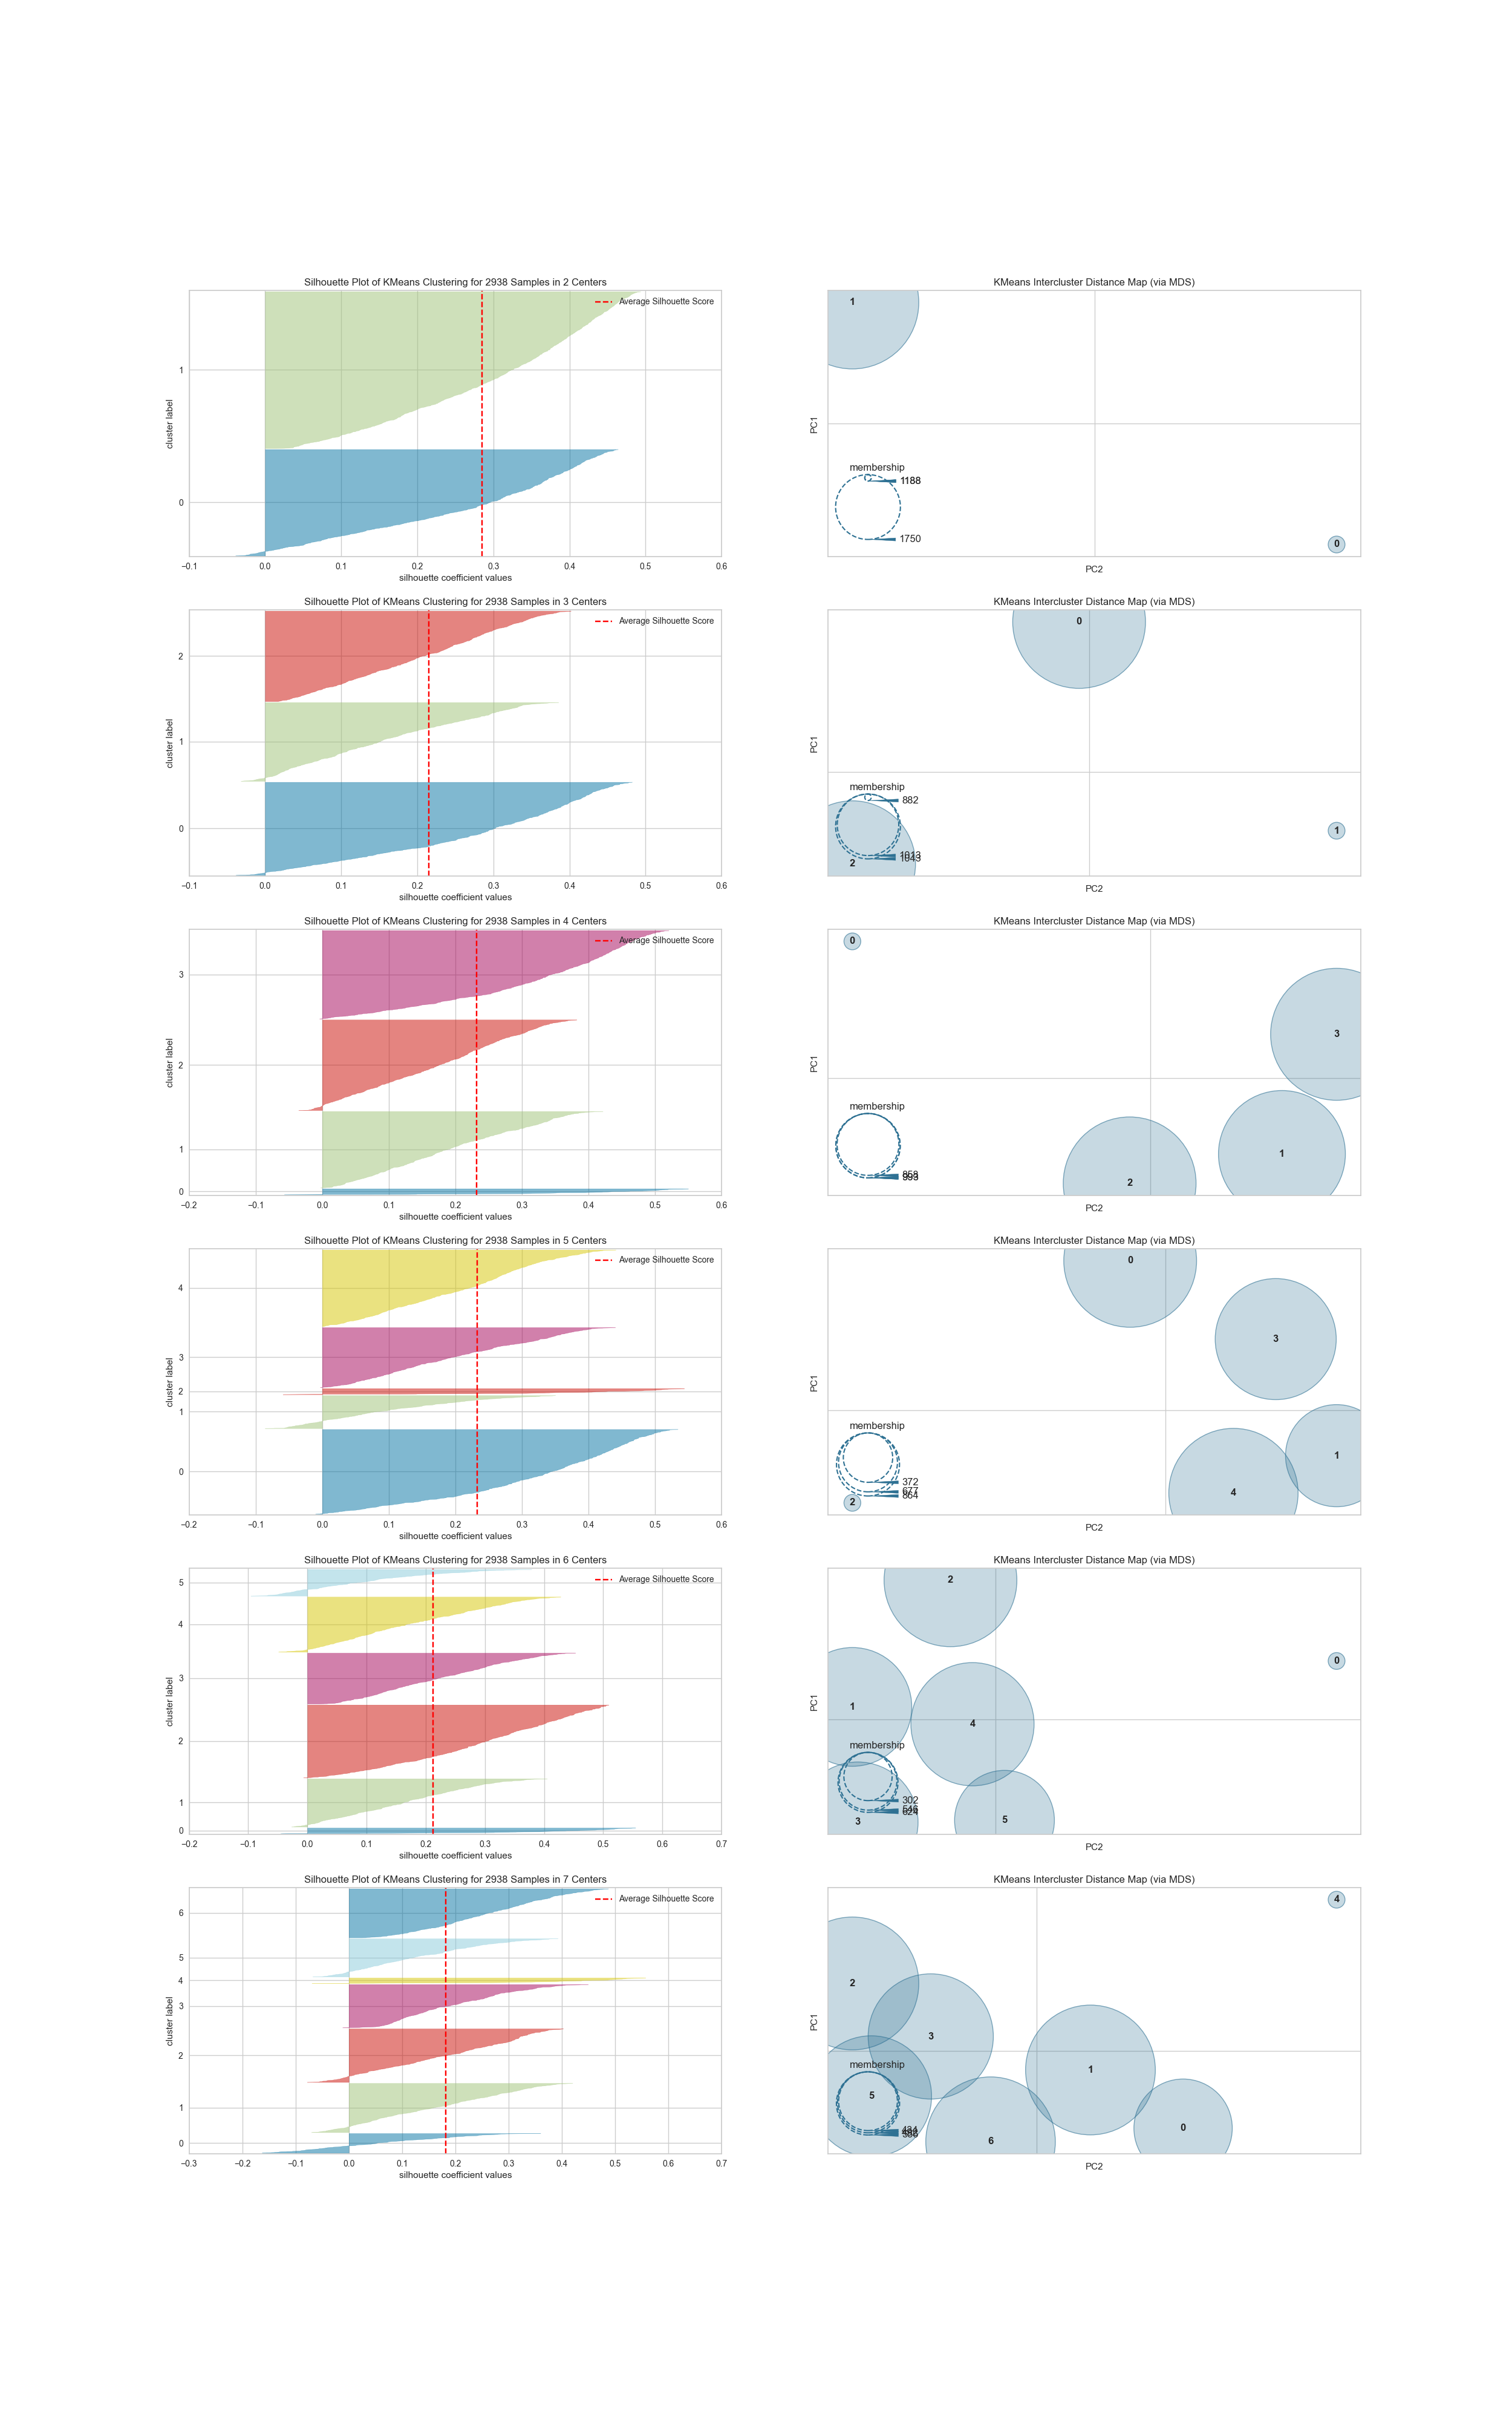 Silhouette Plot of KMeans Clustering for 2938 Samples in 2 Centers
Average Silhouette Score
cluster label
1
0
−0.1 0.0 0.1 0.2 0.3 0.4 0.5 0.6
silhouette coefficient values
KMeans Intercluster Distance Map (via MDS)
1
PC1
membership
1188
1750
0
PC2
Silhouette Plot of KMeans Clustering for 2938 Samples in 3 Centers
Average Silhouette Score
cluster label
2
1
0
−0.1 0.0 0.1 0.2 0.3 0.4 0.5 0.6
silhouette coefficient values
KMeans Intercluster Distance Map (via MDS)
0
PC1
membership
882
1
1013
1043
2
PC2
Silhouette Plot of KMeans Clustering for 2938 Samples in 4 Centers
Average Silhouette Score
cluster label
3
2
1
0
−0.2 −0.1 0.0 0.1 0.2 0.3 0.4 0.5 0.6
silhouette coefficient values
KMeans Intercluster Distance Map (via MDS)
0
3
PC1
membership
1
2
PC2
Silhouette Plot of KMeans Clustering for 2938 Samples in 5 Centers
Average Silhouette Score
cluster label
4
3
2
1
0
−0.2 −0.1 0.0 0.1 0.2 0.3 0.4 0.5 0.6
silhouette coefficient values
KMeans Intercluster Distance Map (via MDS)
0
3
PC1
membership
1
372
677
864
4
2
PC2
Silhouette Plot of KMeans Clustering for 2938 Samples in 6 Centers
Average Silhouette Score
cluster label
5
4
3
2
1
0
−0.2 −0.1 0.0 0.1 0.2 0.3 0.4 0.5 0.6 0.7
silhouette coefficient values
KMeans Intercluster Distance Map (via MDS)
2
0
1
PC1
4
membership
302
3
5
PC2
Silhouette Plot of KMeans Clustering for 2938 Samples in 7 Centers
Average Silhouette Score
cluster label
6
5
4
3
2
1
0
−0.3 −0.2 −0.1 0.0 0.1 0.2 0.3 0.4 0.5 0.6 0.7
silhouette coefficient values
KMeans Intercluster Distance Map (via MDS)
4
2
PC1
3
membership
1
5
0
6
PC2